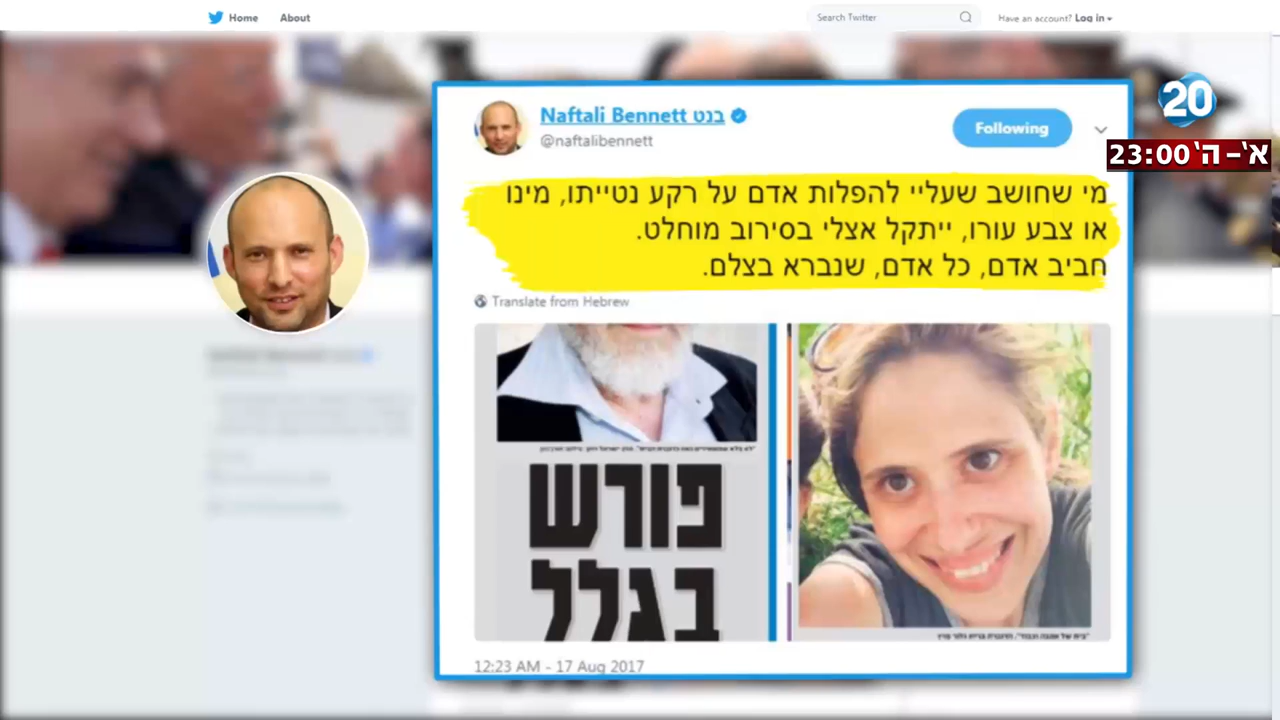 Home About Search Twitter Have an account? Log in
20
א'-ה' 23:00
Naftali Bennett בנט
@naftalibennett
Following
מי שחושב שעליי להפלות אדם על רקע נטייתו, מינו
או צבע עורו, ייתקל אצלי בסירוב מוחלט.
חביב אדם, כל אדם, שנברא בצלם.
Translate from Hebrew
פורש
בגלל
12:23 AM - 17 Aug 2017